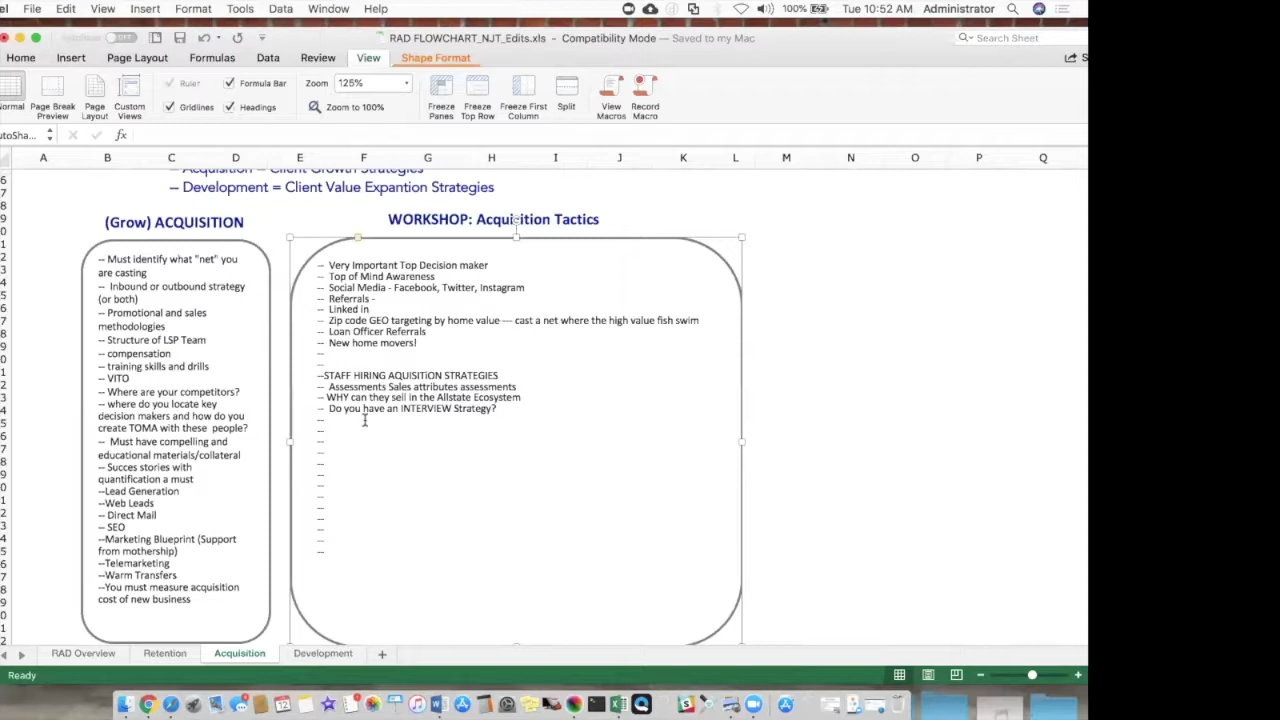 File Edit View Insert Format Tools Data Window Help 100% Tue 10:52 AM Administrator
AutoSave OFF RAD FLOWCHART_NJT_Edits.xls - Compatibility Mode — Saved to my Mac Search Sheet
Home Insert Page Layout Formulas Data Review View Shape Format
Ruler Formula Bar Zoom 125%
Gridlines Headings Zoom to 100%
Normal Page Break Preview Page Layout Custom Views Freeze Panes Freeze Top Row Freeze First Column Split View Macros Record Macro
utoSha... fx
A B C D E F G H I J K L M N O P Q
-- Acquisition = Client Growth Strategies
-- Development = Client Value Expantion Strategies
(Grow) ACQUISITION
-- Must identify what "net" you
are casting
-- Inbound or outbound strategy
(or both)
-- Promotional and sales
methodologies
-- Structure of LSP Team
-- compensation
-- training skills and drills
-- VITO
-- Where are your competitors?
-- where do you locate key
decision makers and how do you
create TOMA with these people?
-- Must have compelling and
educational materials/collateral
-- Succes stories with
quantification a must
--Lead Generation
--Web Leads
-- Direct Mail
-- SEO
--Marketing Blueprint (Support
from mothership)
--Telemarketing
--Warm Transfers
--You must measure acquisition
cost of new business
WORKSHOP: Acquisition Tactics
-- Very Important Top Decision maker
-- Top of Mind Awareness
-- Social Media - Facebook, Twitter, Instagram
-- Referrals -
-- Linked in
-- Zip code GEO targeting by home value --- cast a net where the high value fish swim
-- Loan Officer Referrals
-- New home movers!
--
--
--STAFF HIRING AQUISITiON STRATEGIES
-- Assessments Sales attributes assessments
-- WHY can they sell in the Allstate Ecosystem
-- Do you have an INTERVIEW Strategy?
--
--
--
--
--
--
--
--
--
--
--
--
--
RAD Overview Retention Acquisition Development +
Ready